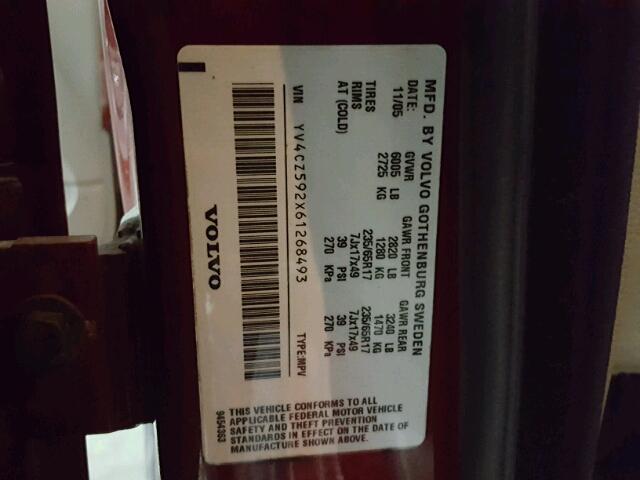 MFD. BY VOLVO GOTHENBURG SWEDEN
DATE: GVWR GAWR FRONT GAWR REAR
11/05 6005 LB 2820 LB 3240 LB
2725 KG 1280 KG 1470 KG
TIRES 235/65R17 235/65R17
RIMS 7Jx17x49 7Jx17x49
AT (COLD) 39 PSI 39 PSI
270 KPa 270 KPa
VIN YV4CZ592X61268493 TYPE:MPV
VOLVO
THIS VEHICLE CONFORMS TO ALL
APPLICABLE FEDERAL MOTOR VEHICLE
SAFETY AND THEFT PREVENTION
STANDARDS IN EFFECT ON THE DATE OF
MANUFACTURE SHOWN ABOVE.
9454363